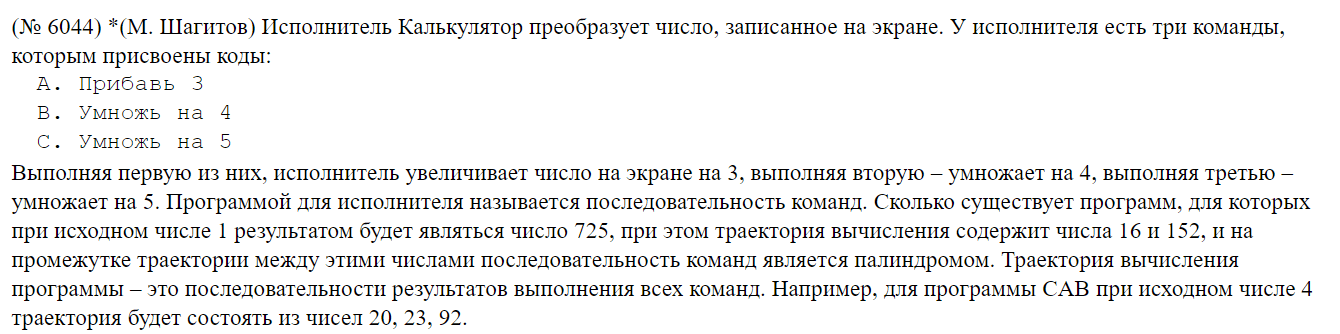 (№ 6044) *(М. Шагитов) Исполнитель Калькулятор преобразует число, записанное на экране. У исполнителя есть три команды,
которым присвоены коды:
A. Прибавь 3
B. Умножь на 4
C. Умножь на 5
Выполняя первую из них, исполнитель увеличивает число на экране на 3, выполняя вторую – умножает на 4, выполняя третью –
умножает на 5. Программой для исполнителя называется последовательность команд. Сколько существует программ, для которых
при исходном числе 1 результатом будет являться число 725, при этом траектория вычисления содержит числа 16 и 152, и на
промежутке траектории между этими числами последовательность команд является палиндромом. Траектория вычисления
программы – это последовательности результатов выполнения всех команд. Например, для программы CAB при исходном числе 4
траектория будет состоять из чисел 20, 23, 92.